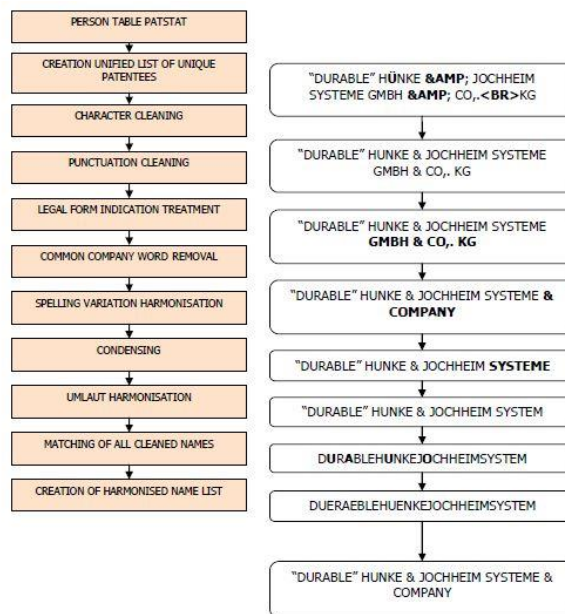 PERSON TABLE PATSTAT
CREATION UNIFIED LIST OF UNIQUE
PATENTEES
CHARACTER CLEANING
PUNCTUATION CLEANING
LEGAL FORM INDICATION TREATMENT
COMMON COMPANY WORD REMOVAL
SPELLING VARIATION HARMONISATION
CONDENSING
UMLAUT HARMONISATION
MATCHING OF ALL CLEANED NAMES
CREATION OF HARMONISED NAME LIST
"DURABLE" HÜNKE &AMP; JOCHHEIM
SYSTEME GMBH &AMP; CO,.<BR>KG
"DURABLE" HUNKE & JOCHHEIM SYSTEME
GMBH & CO,. KG
"DURABLE" HUNKE & JOCHHEIM SYSTEME
GMBH & CO,. KG
"DURABLE" HUNKE & JOCHHEIM SYSTEME &
COMPANY
"DURABLE" HUNKE & JOCHHEIM SYSTEME
"DURABLE" HUNKE & JOCHHEIM SYSTEM
DURABLEHUNKEJOCHHEIMSYSTEM
DUERAEBLEHUENKEJOCHHEIMSYSTEM
"DURABLE" HUNKE & JOCHHEIM SYSTEME &
COMPANY